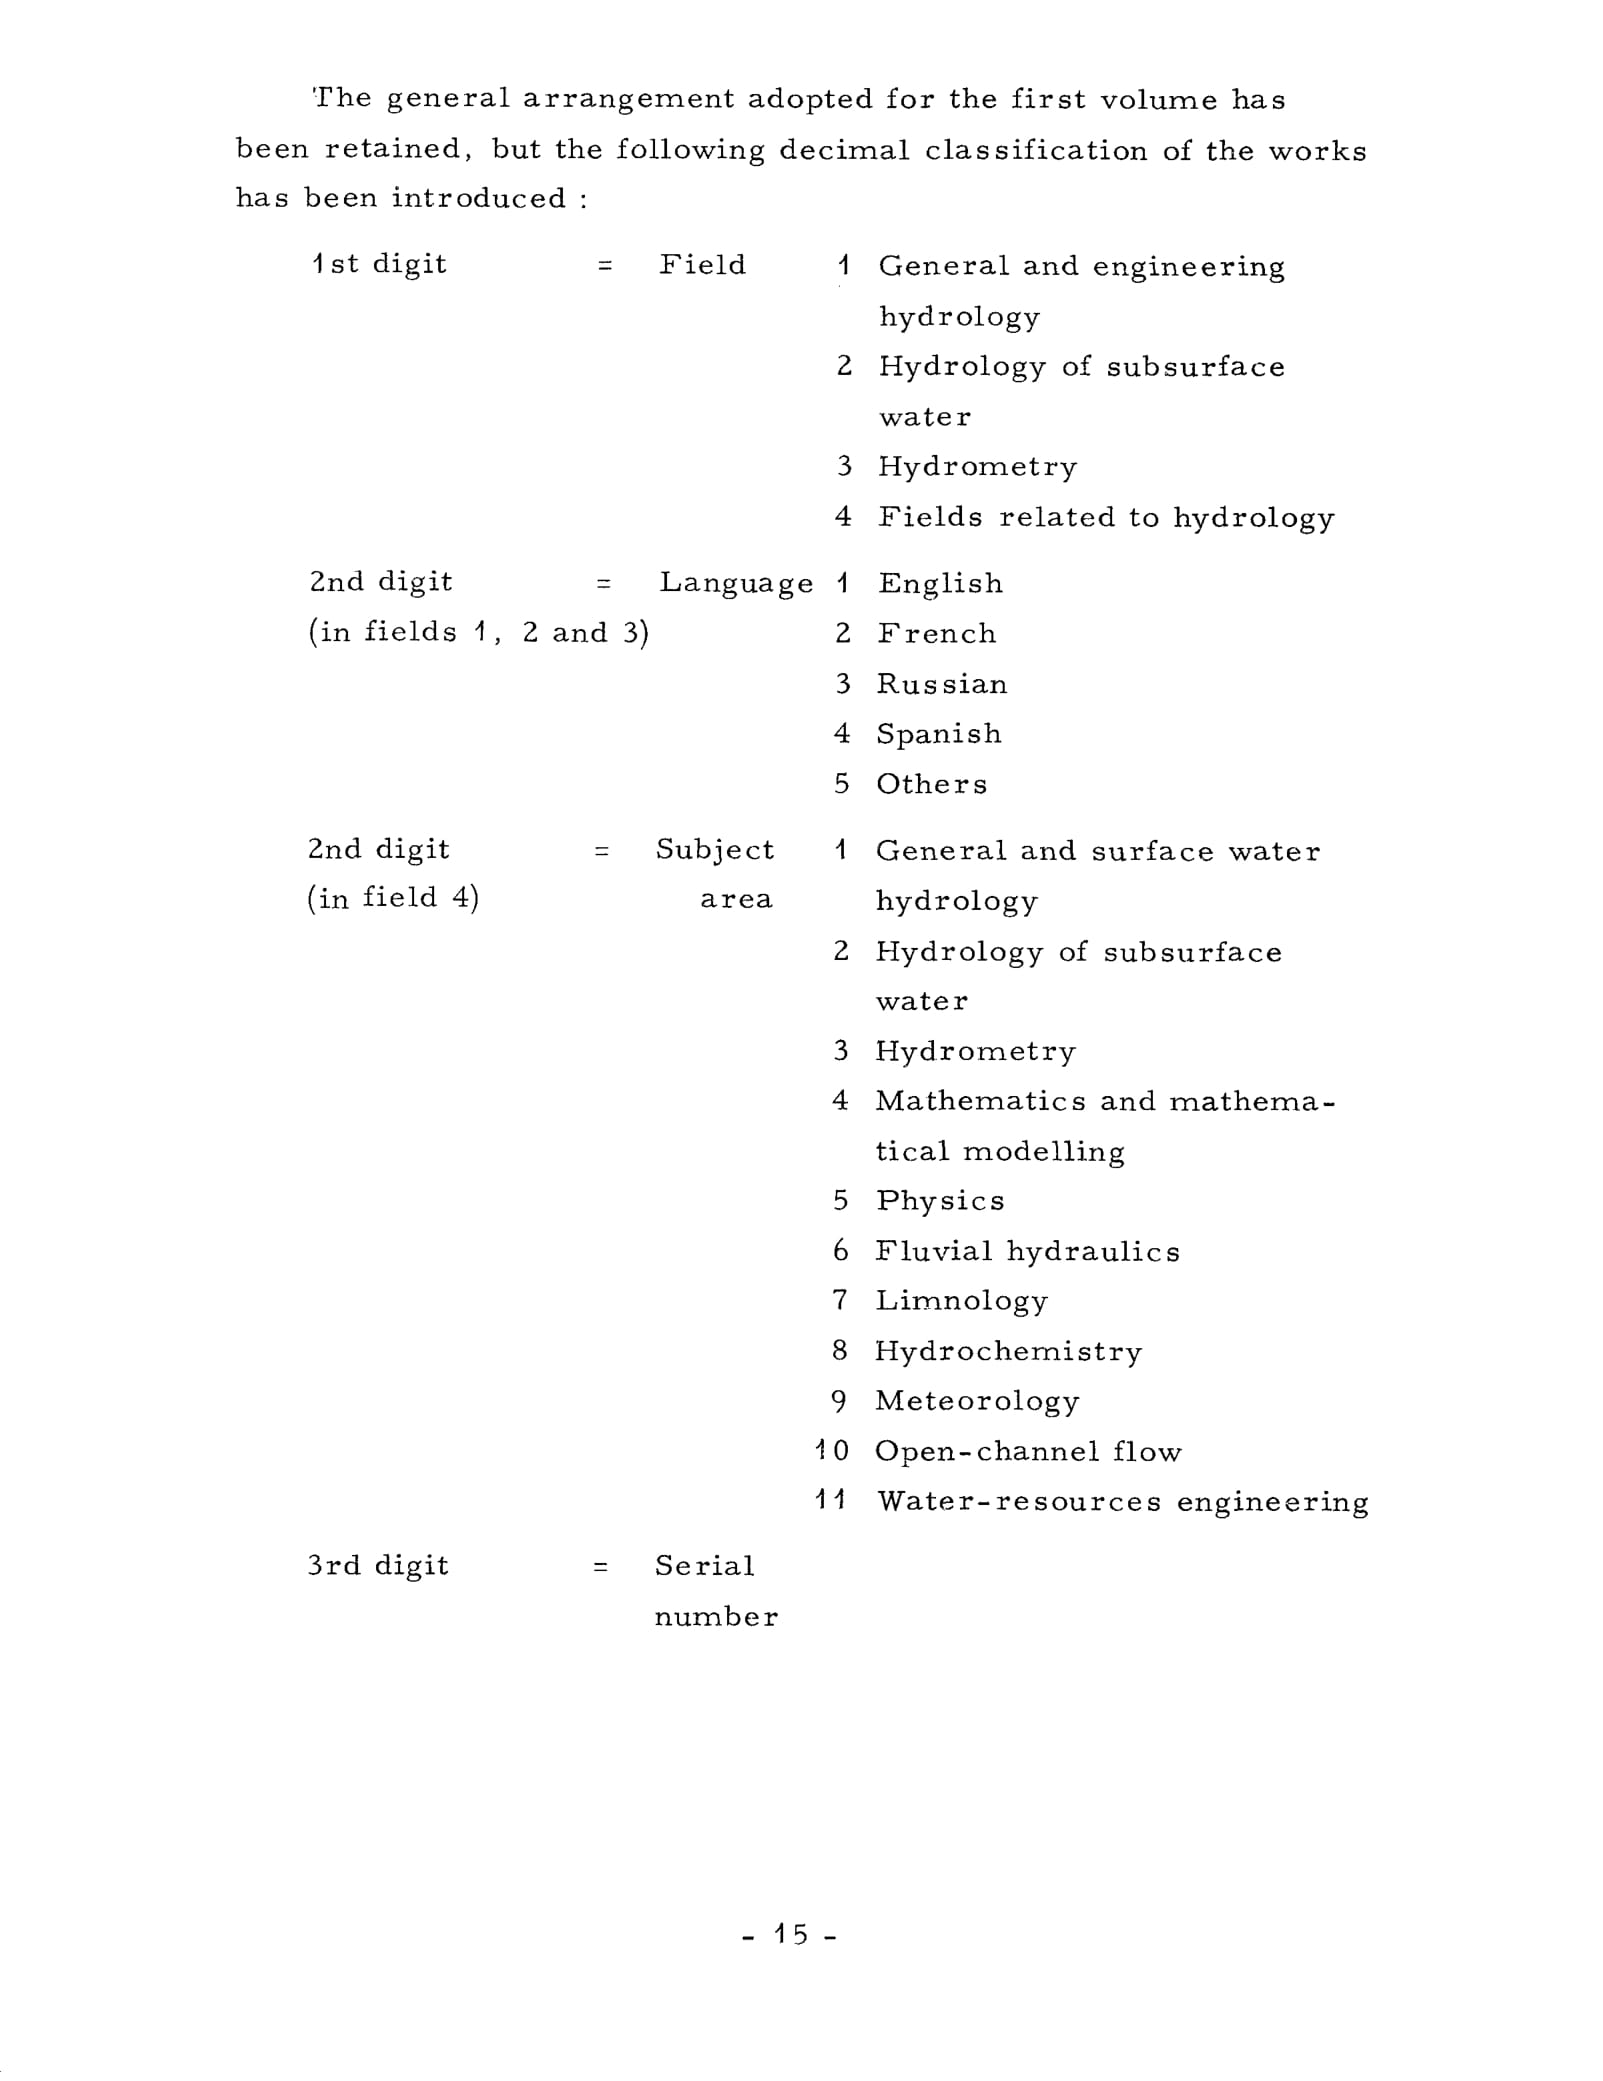 The general arrangement adopted for the first volume has
been retained, but the following decimal classification of the works
has been introduced :
1st digit = Field 1 General and engineering
hydrology
2 Hydrology of subsurface
water
3 Hydrometry
4 Fields related to hydrology
2nd digit = Language 1 English
(in fields 1, 2 and 3) 2 French
3 Russian
4 Spanish
5 Others
2nd digit = Subject 1 General and surface water
(in field 4) area hydrology
2 Hydrology of subsurface
water
3 Hydrometry
4 Mathematics and mathema-
tical modelling
5 Physics
6 Fluvial hydraulics
7 Limnology
8 Hydrochemistry
9 Meteorology
10 Open-channel flow
11 Water-resources engineering
3rd digit = Serial
number
- 15 -